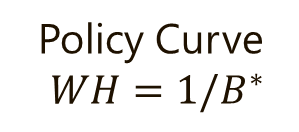 Policy Curve
WH = 1/B*